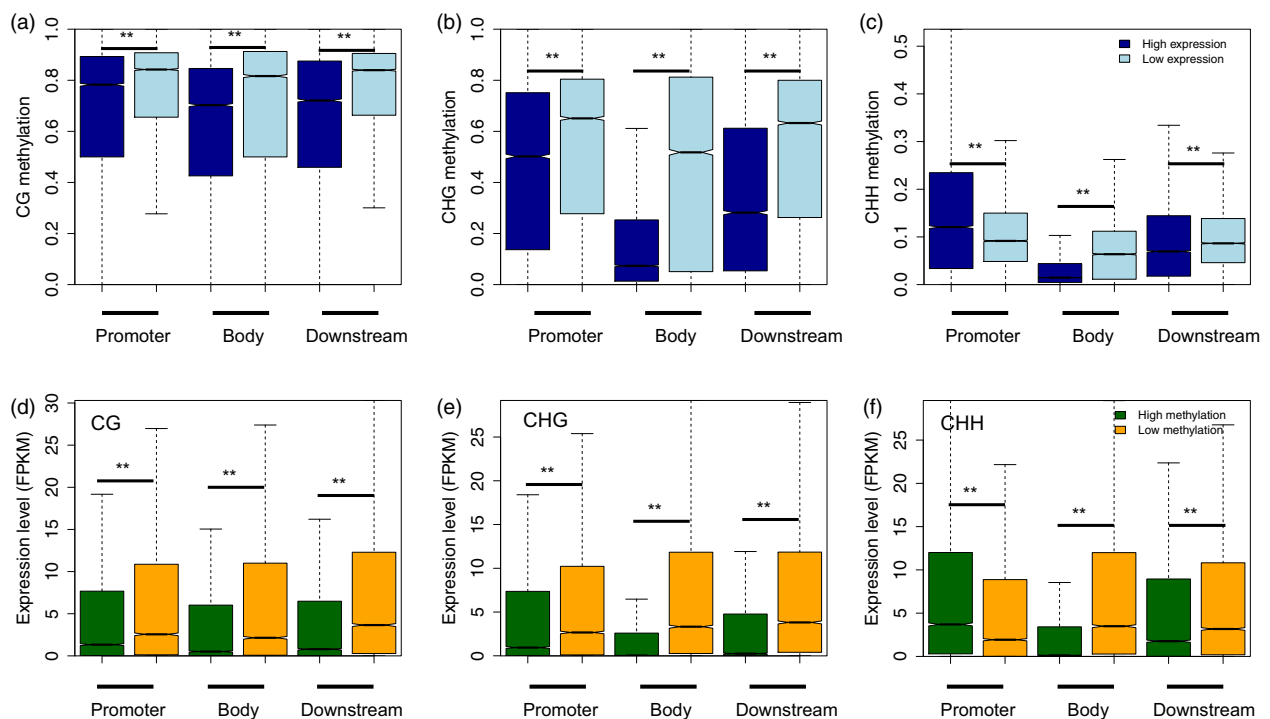 (a)
CG methylation
0.0 0.2 0.4 0.6 0.8 1.0
** ** **
Promoter Body Downstream
(b)
CHG methylation
0.0 0.2 0.4 0.6 0.8 1.0
** ** **
Promoter Body Downstream
(c)
CHH methylation
0.0 0.1 0.2 0.3 0.4 0.5
High expression
Low expression
** ** **
Promoter Body Downstream
(d)
CG
Expression level (FPKM)
0 5 10 15 20 25 30
** ** **
Promoter Body Downstream
(e)
CHG
Expression level (FPKM)
0 5 10 15 20 25
** ** **
Promoter Body Downstream
(f)
CHH
Expression level (FPKM)
0 5 10 15 20 25
High methylation
Low methylation
** ** **
Promoter Body Downstream